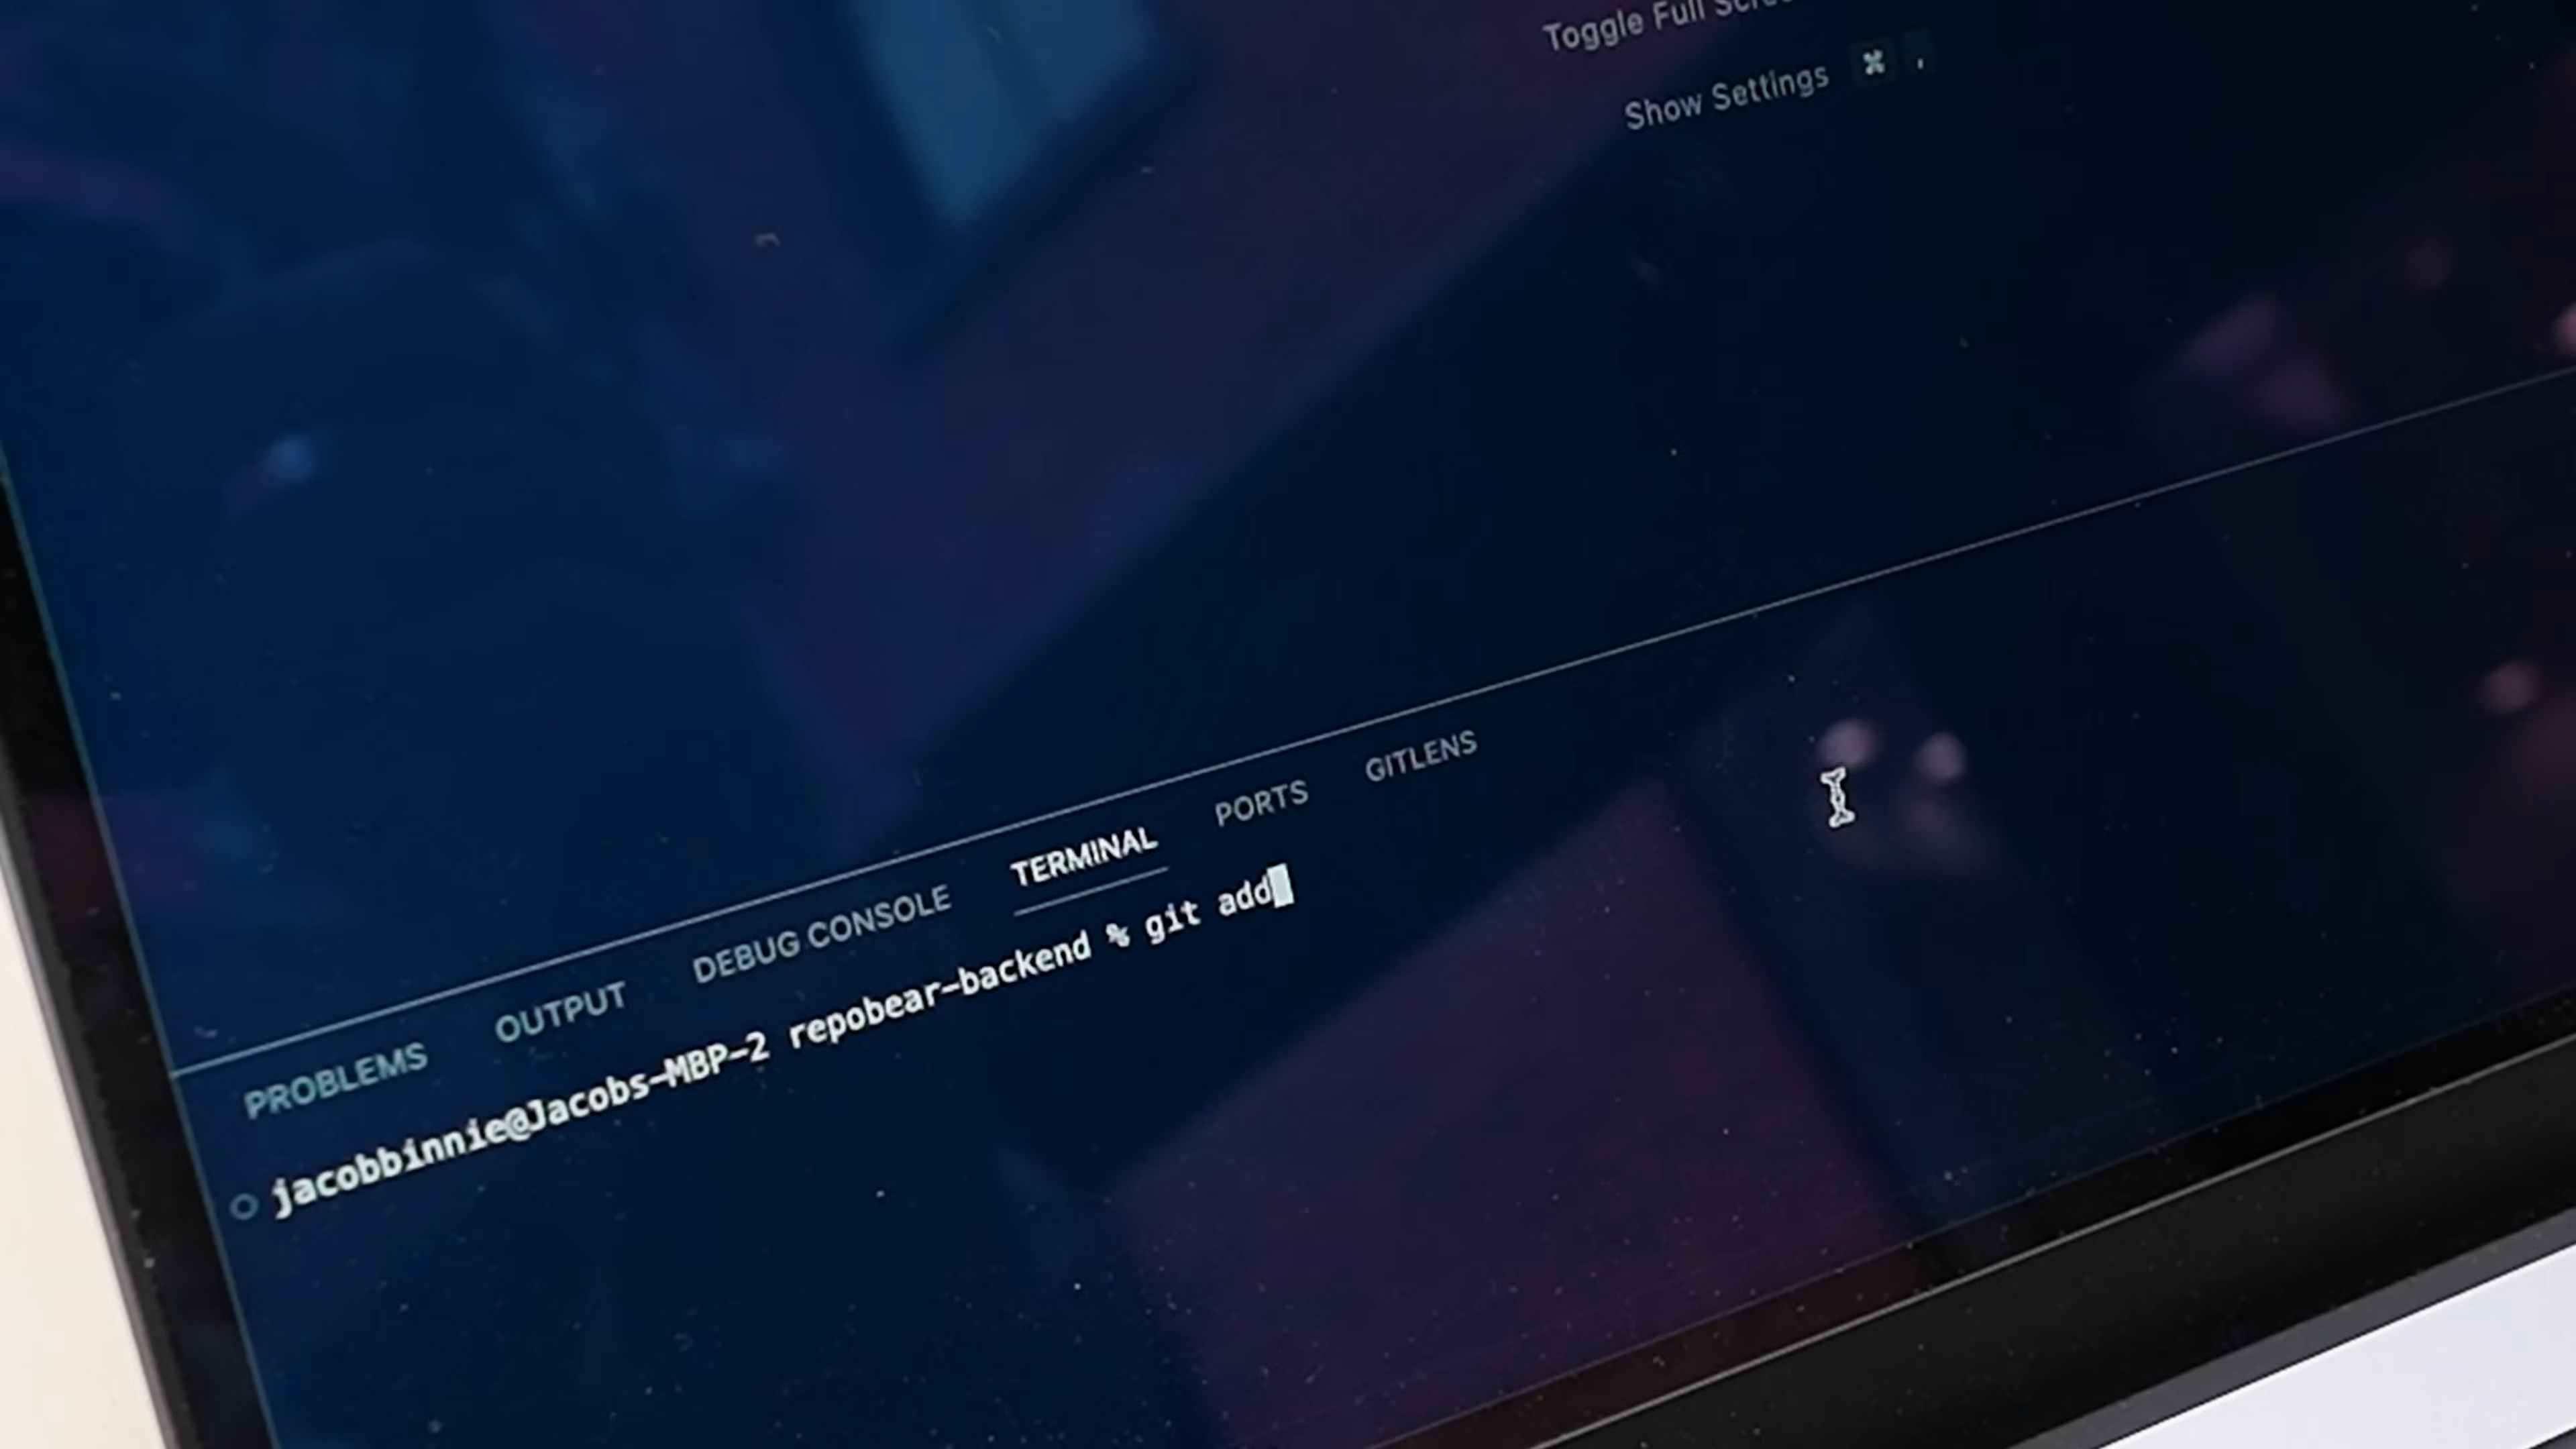 Toggle Full
Show Settings ⌘ ,
PROBLEMS OUTPUT DEBUG CONSOLE TERMINAL PORTS GITLENS
jacobbinnie@Jacobs-MBP-2 repobear-backend % git add